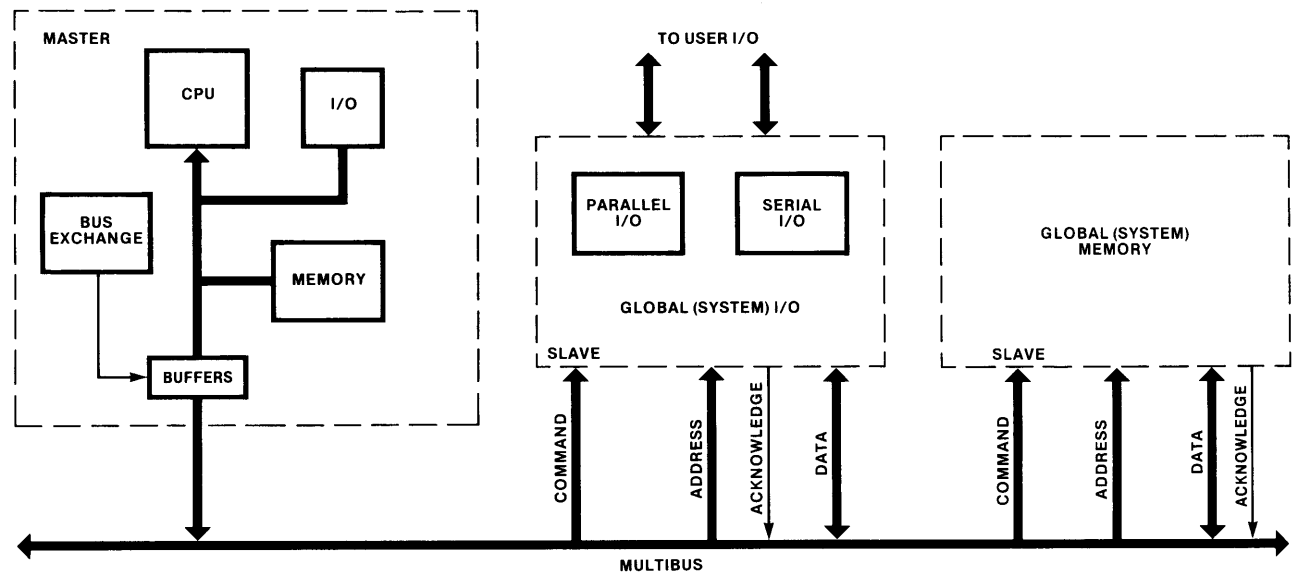 MASTER
CPU
I/O
BUS
EXCHANGE
MEMORY
BUFFERS
TO USER I/O
PARALLEL
I/O
SERIAL
I/O
GLOBAL (SYSTEM) I/O
SLAVE
COMMAND
ADDRESS
ACKNOWLEDGE
DATA
GLOBAL (SYSTEM)
MEMORY
SLAVE
COMMAND
ADDRESS
DATA
ACKNOWLEDGE
MULTIBUS